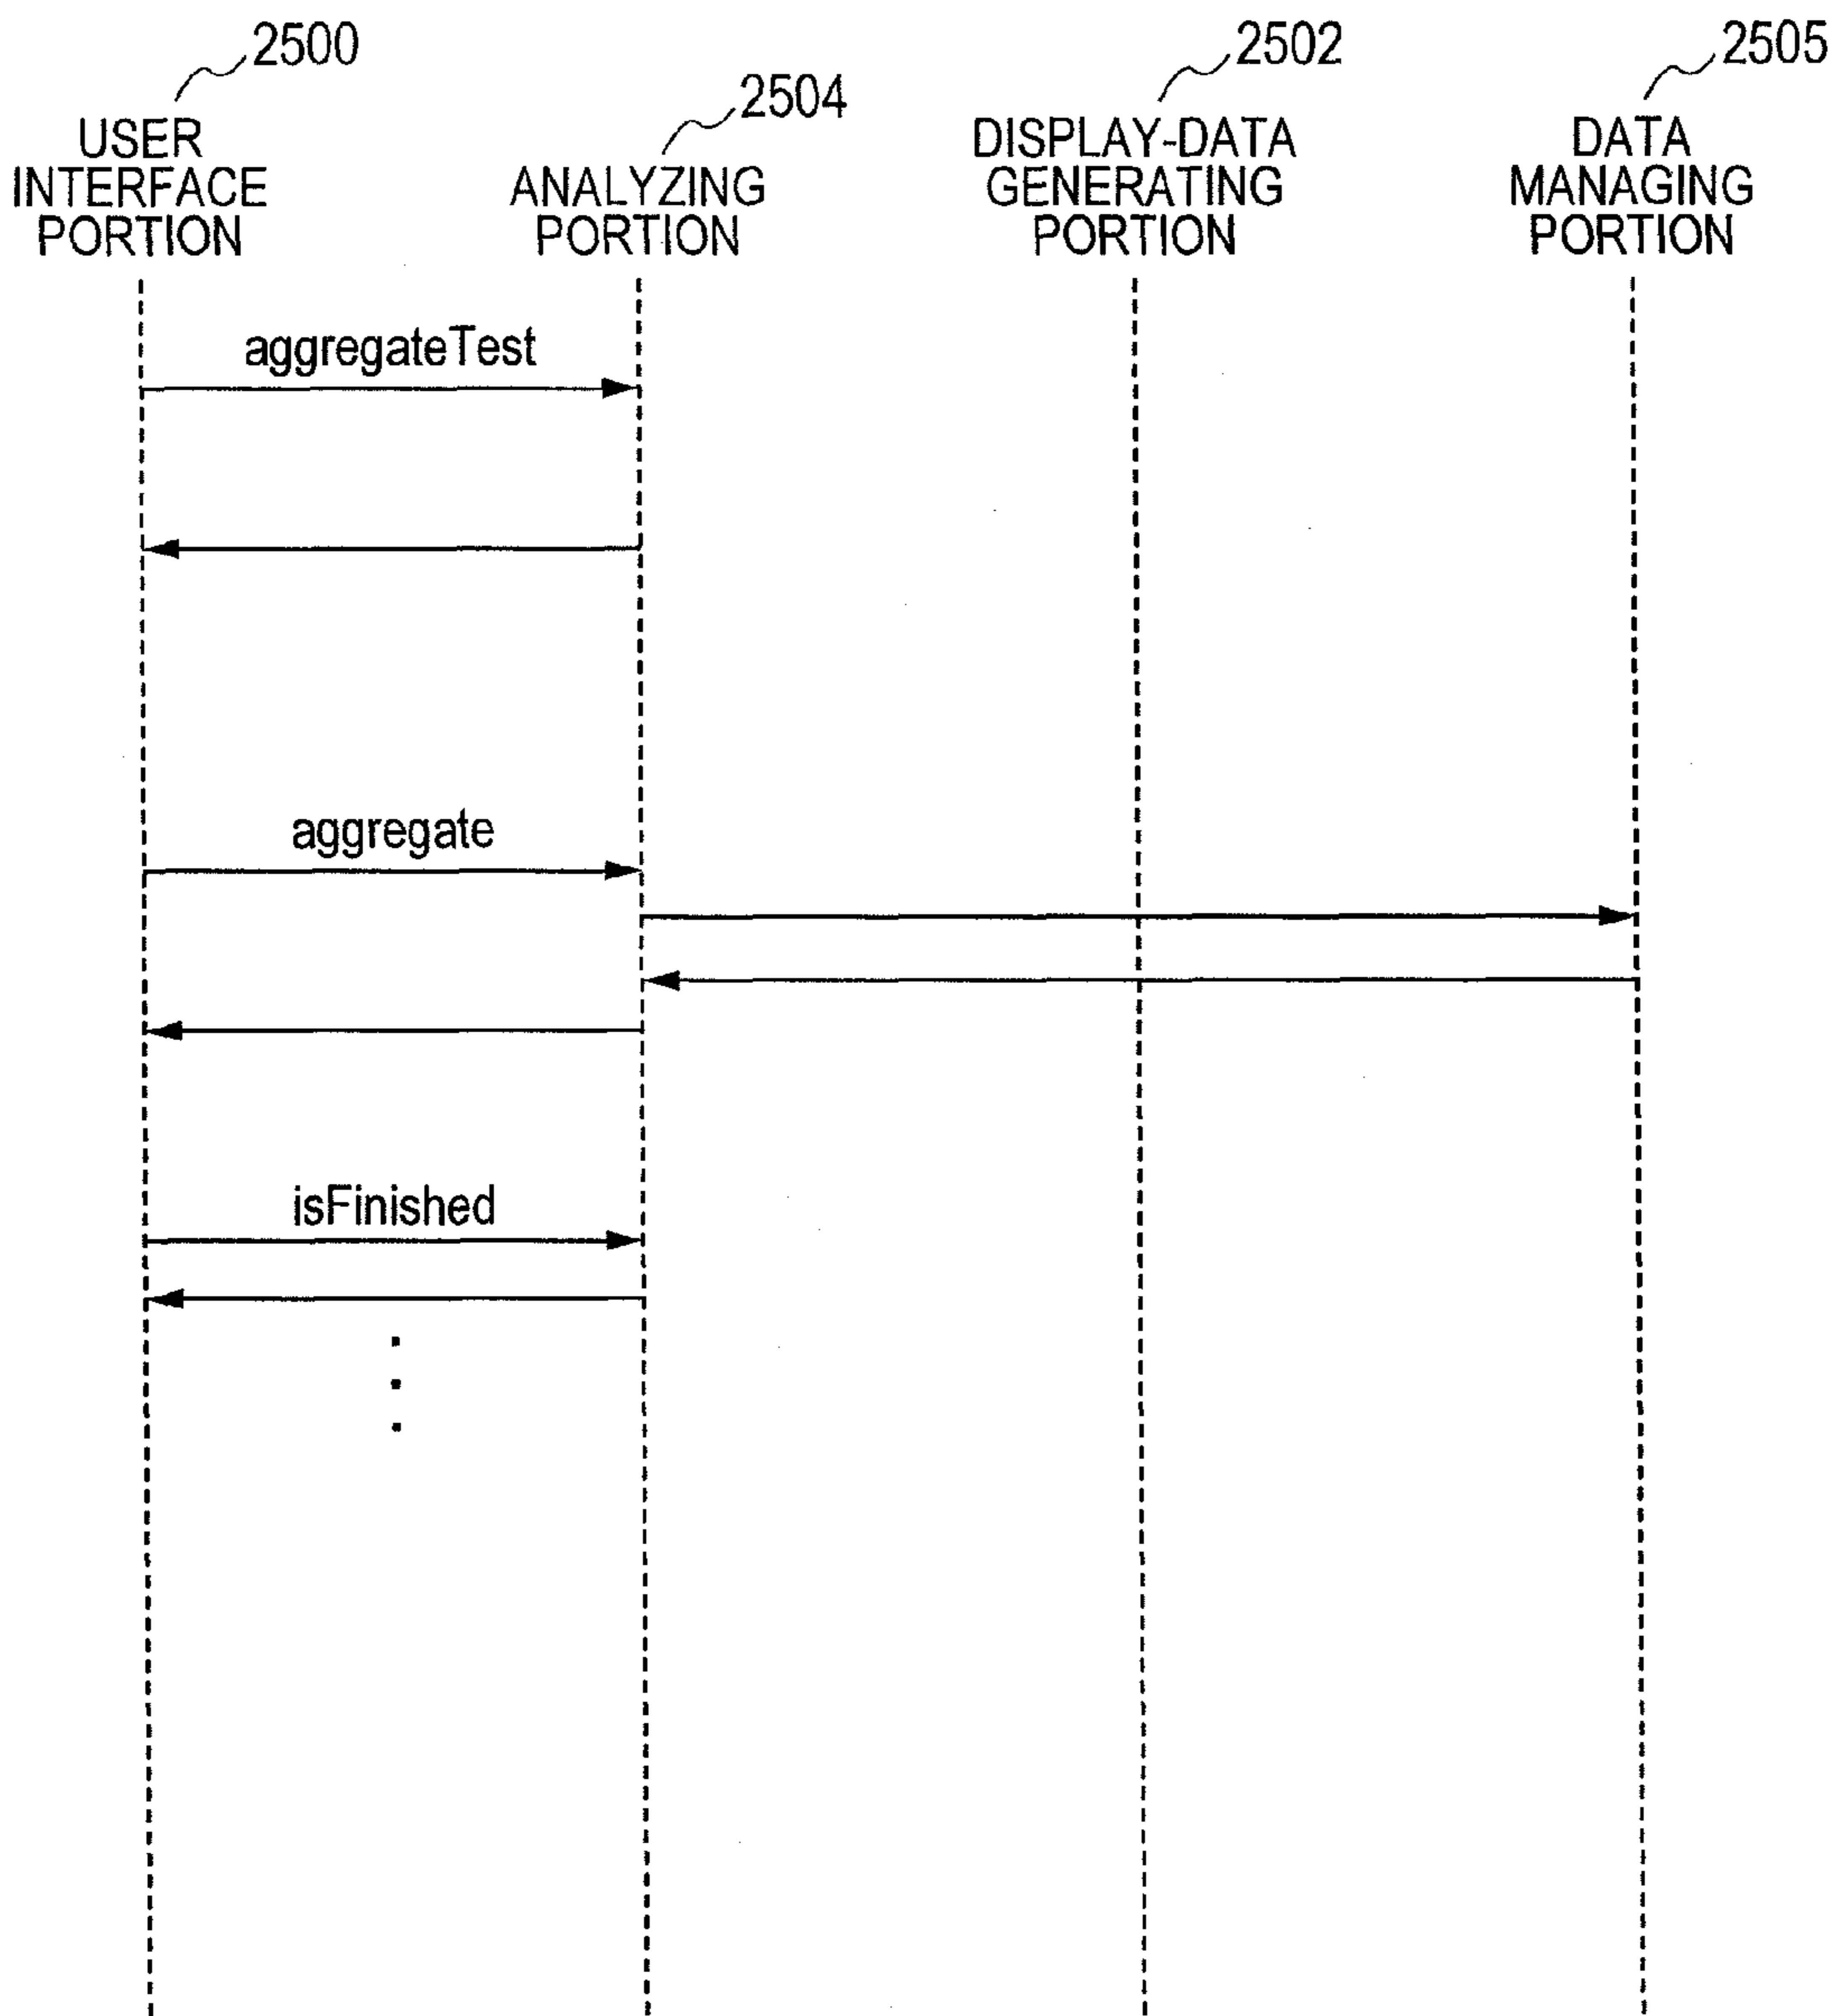 2500
USER
INTERFACE
PORTION
2504
ANALYZING
PORTION
2502
DISPLAY-DATA
GENERATING
PORTION
2505
DATA
MANAGING
PORTION
aggregateTest
aggregate
isFinished